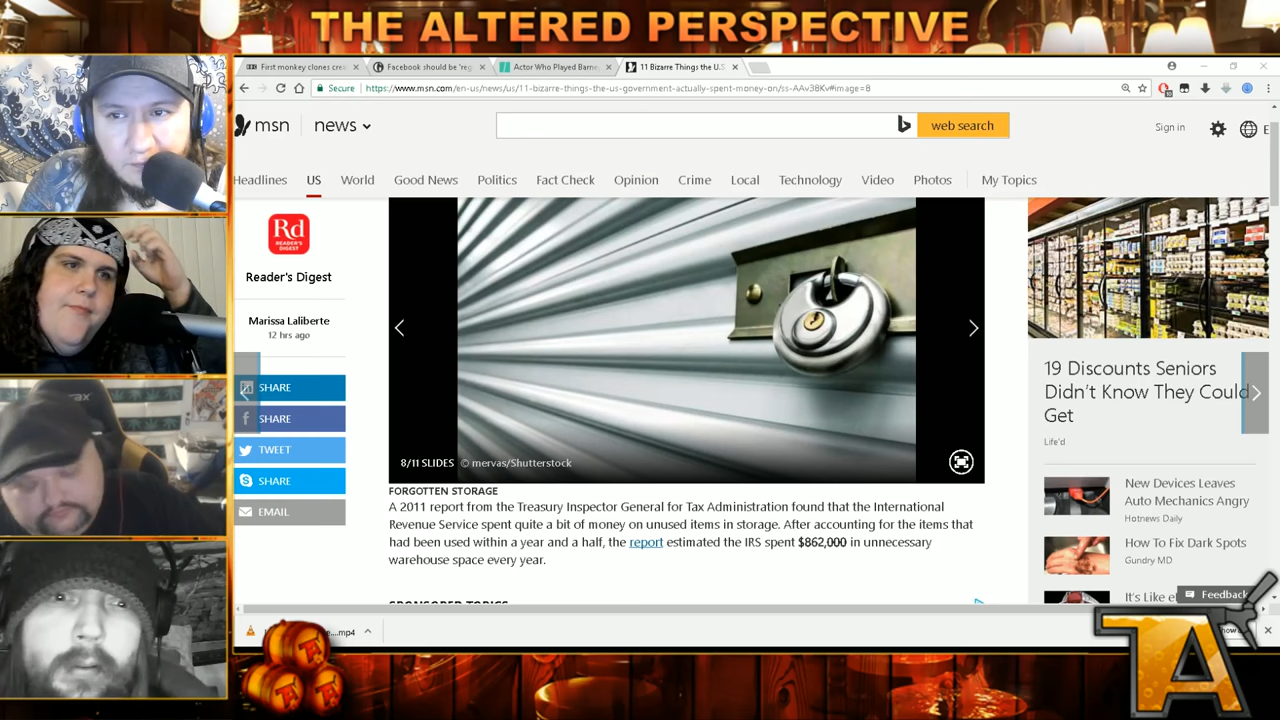 THE ALTERED PERSPECTIVE
First monkey clones cre
Facebook should be 'reg
Actor Who Played Barne
11 Bizarre Things the U.S.
Secure https://www.msn.com/en-us/news/us/11-bizarre-things-the-us-government-actually-spent-money-on/ss-AAv38Kv#image=8
msn news web search Sign in
Headlines US World Good News Politics Fact Check Opinion Crime Local Technology Video Photos My Topics
Rd
READER'S DIGEST
Reader's Digest
Marissa Laliberte
12 hrs ago
SHARE
SHARE
TWEET
SHARE
EMAIL
8/11 SLIDES © mervas/Shutterstock
FORGOTTEN STORAGE
A 2011 report from the Treasury Inspector General for Tax Administration found that the International
Revenue Service spent quite a bit of money on unused items in storage. After accounting for the items that
had been used within a year and a half, the report estimated the IRS spent $862,000 in unnecessary
warehouse space every year.
SPONSORED TOPICS
19 Discounts Seniors
Didn't Know They Could
Get
Life'd
New Devices Leaves
Auto Mechanics Angry
Hotnews Daily
How To Fix Dark Spots
Gundry MD
It's Like
Feedback
....mp4
TA